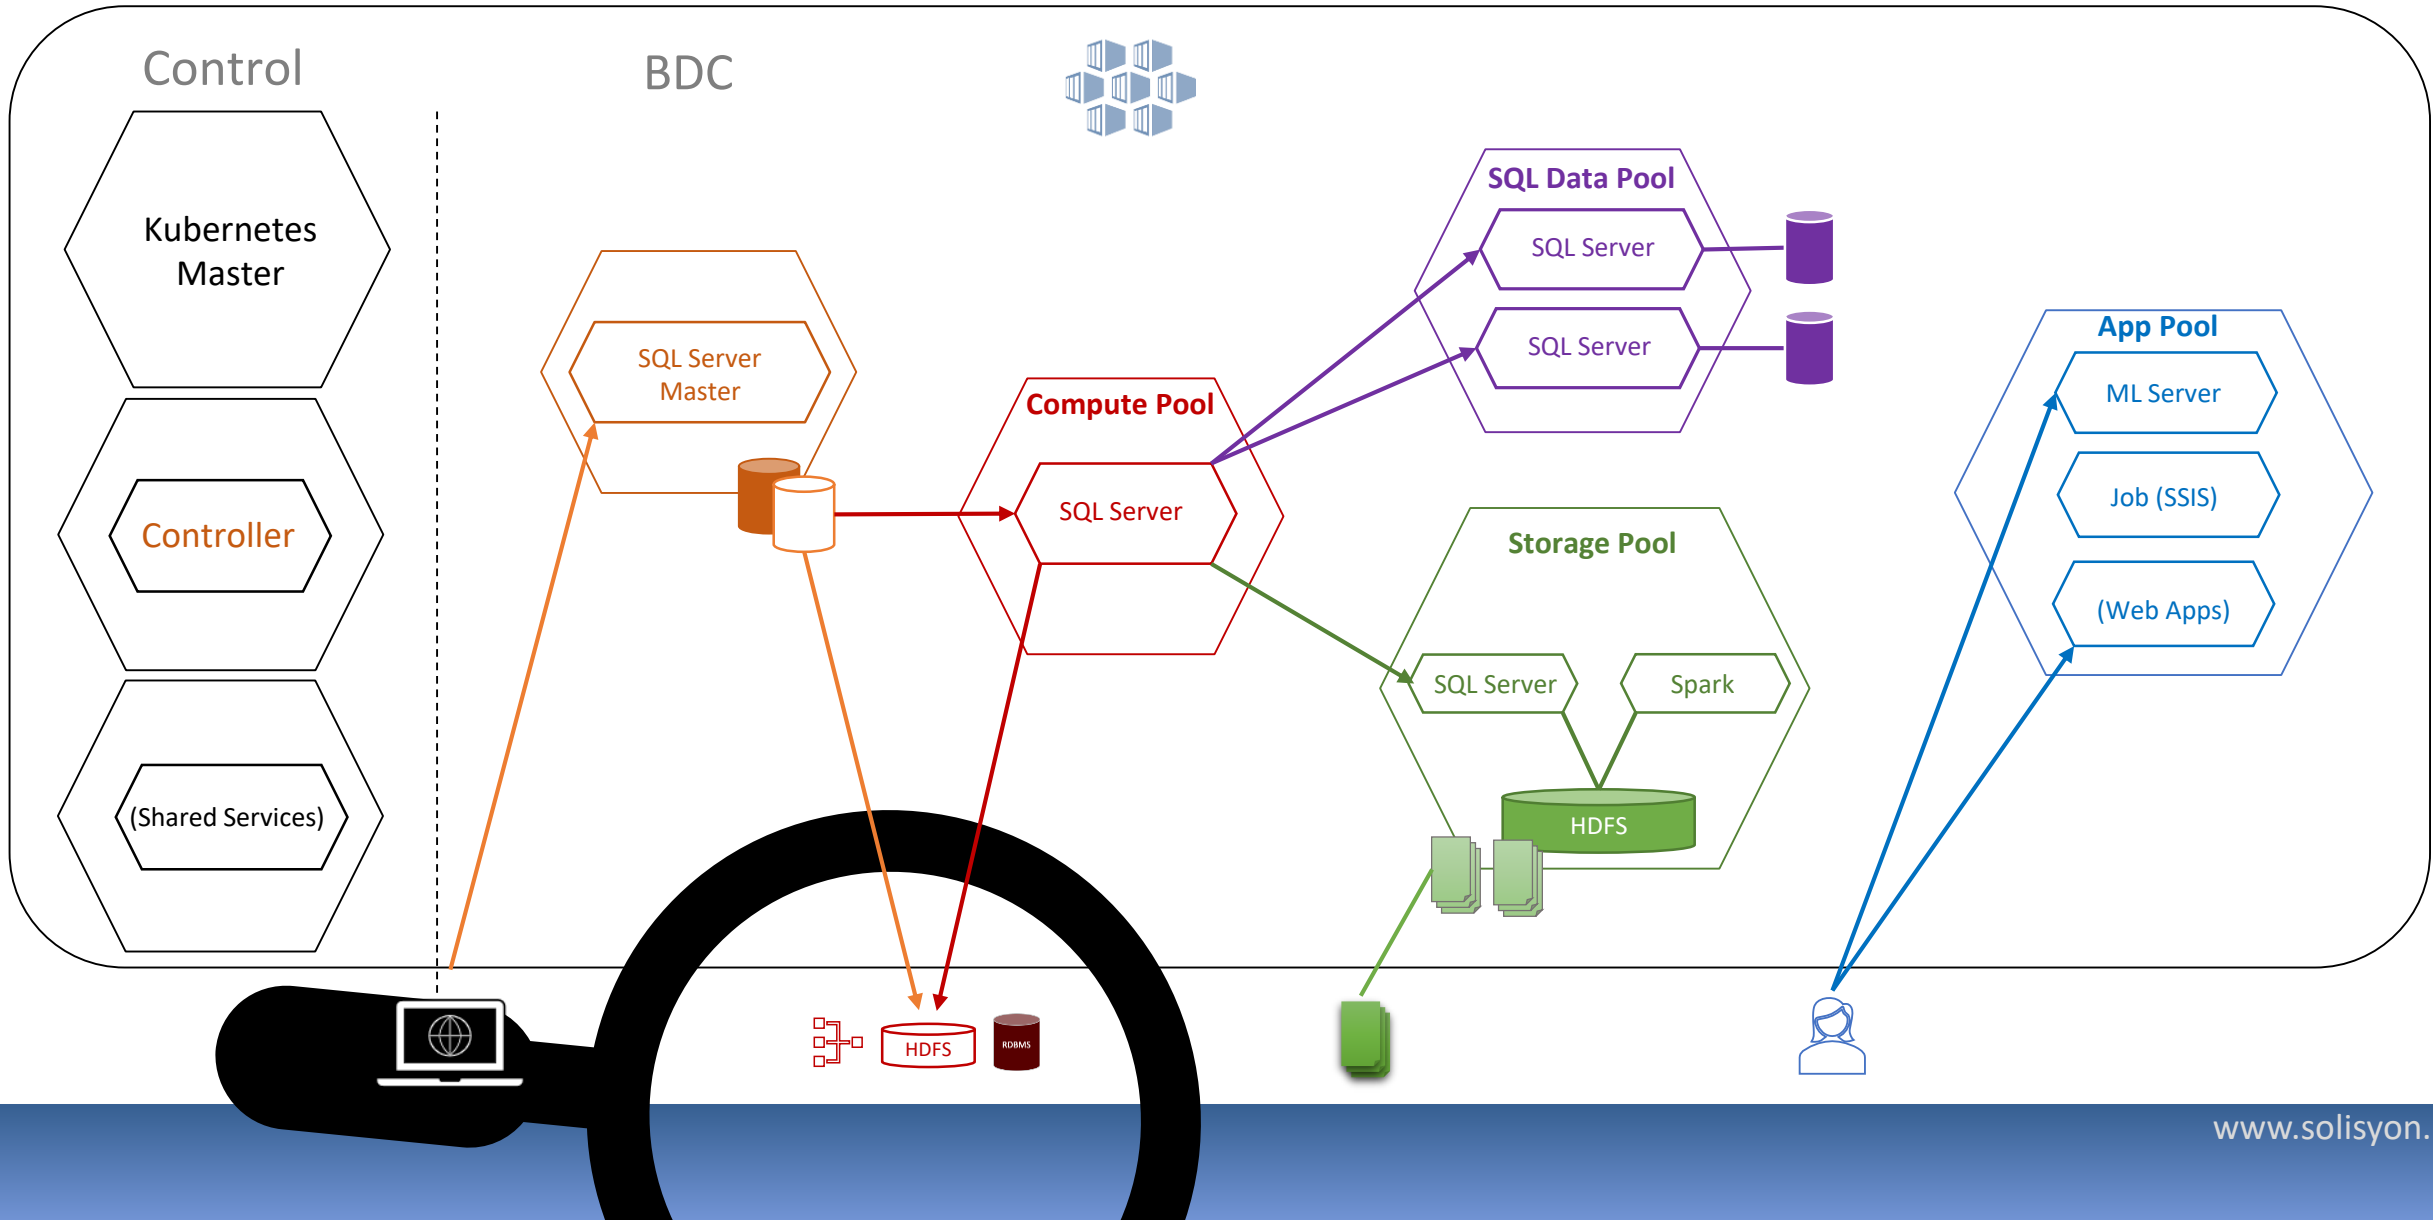 Control
BDC
Kubernetes
Master
Controller
(Shared Services)
SQL Server
Master
Compute Pool
SQL Server
SQL Data Pool
SQL Server
SQL Server
Storage Pool
SQL Server
Spark
HDFS
App Pool
ML Server
Job (SSIS)
(Web Apps)
HDFS
RDBMS
www.solisyon.